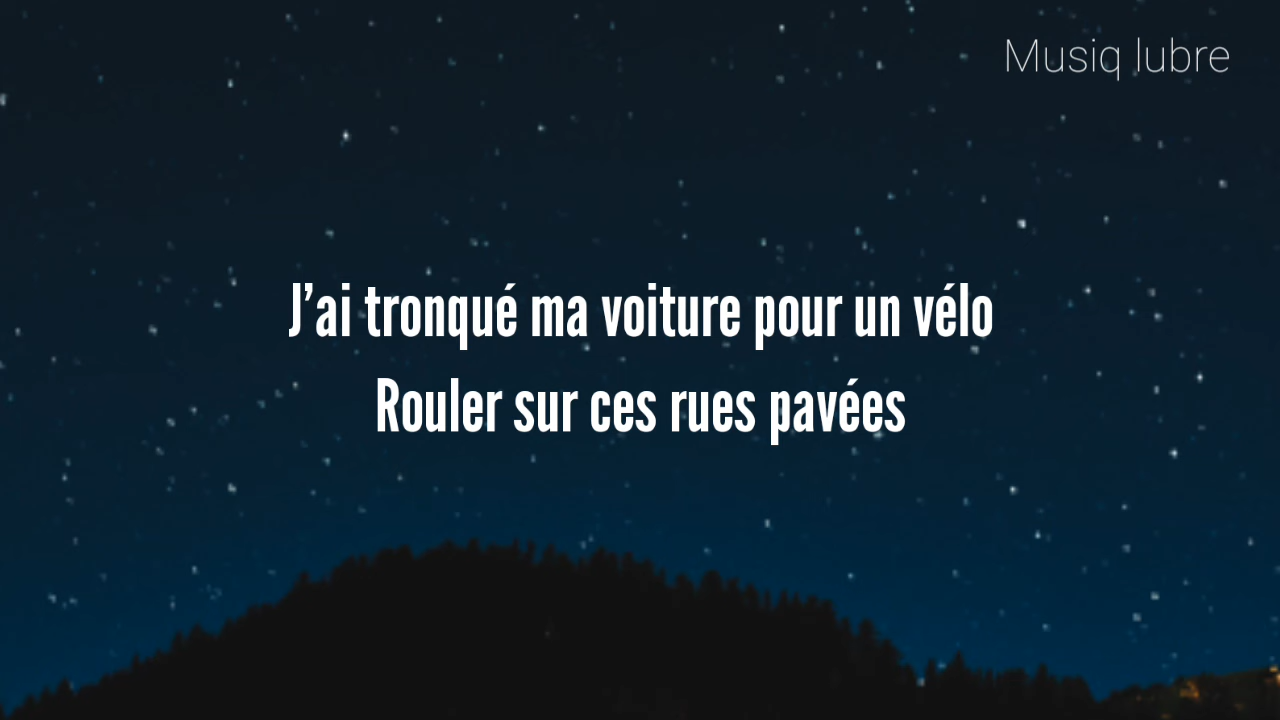 Musiq lubre
J’ai tronqué ma voiture pour un vélo
Rouler sur ces rues pavées